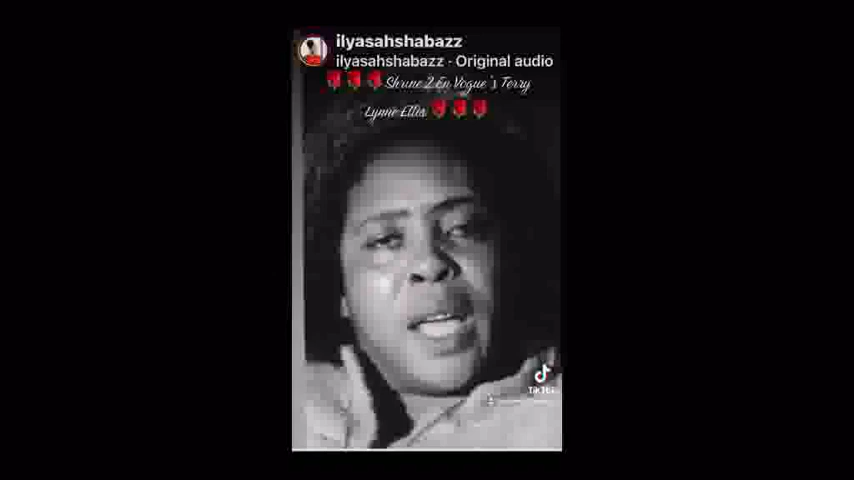 ilyasahshabazz
ilyasahshabazz · Original audio
🌹🌹🌹Shrine 2 En Vogue's Terry
Lynne Ellis 🌹🌹🌹
TikTok